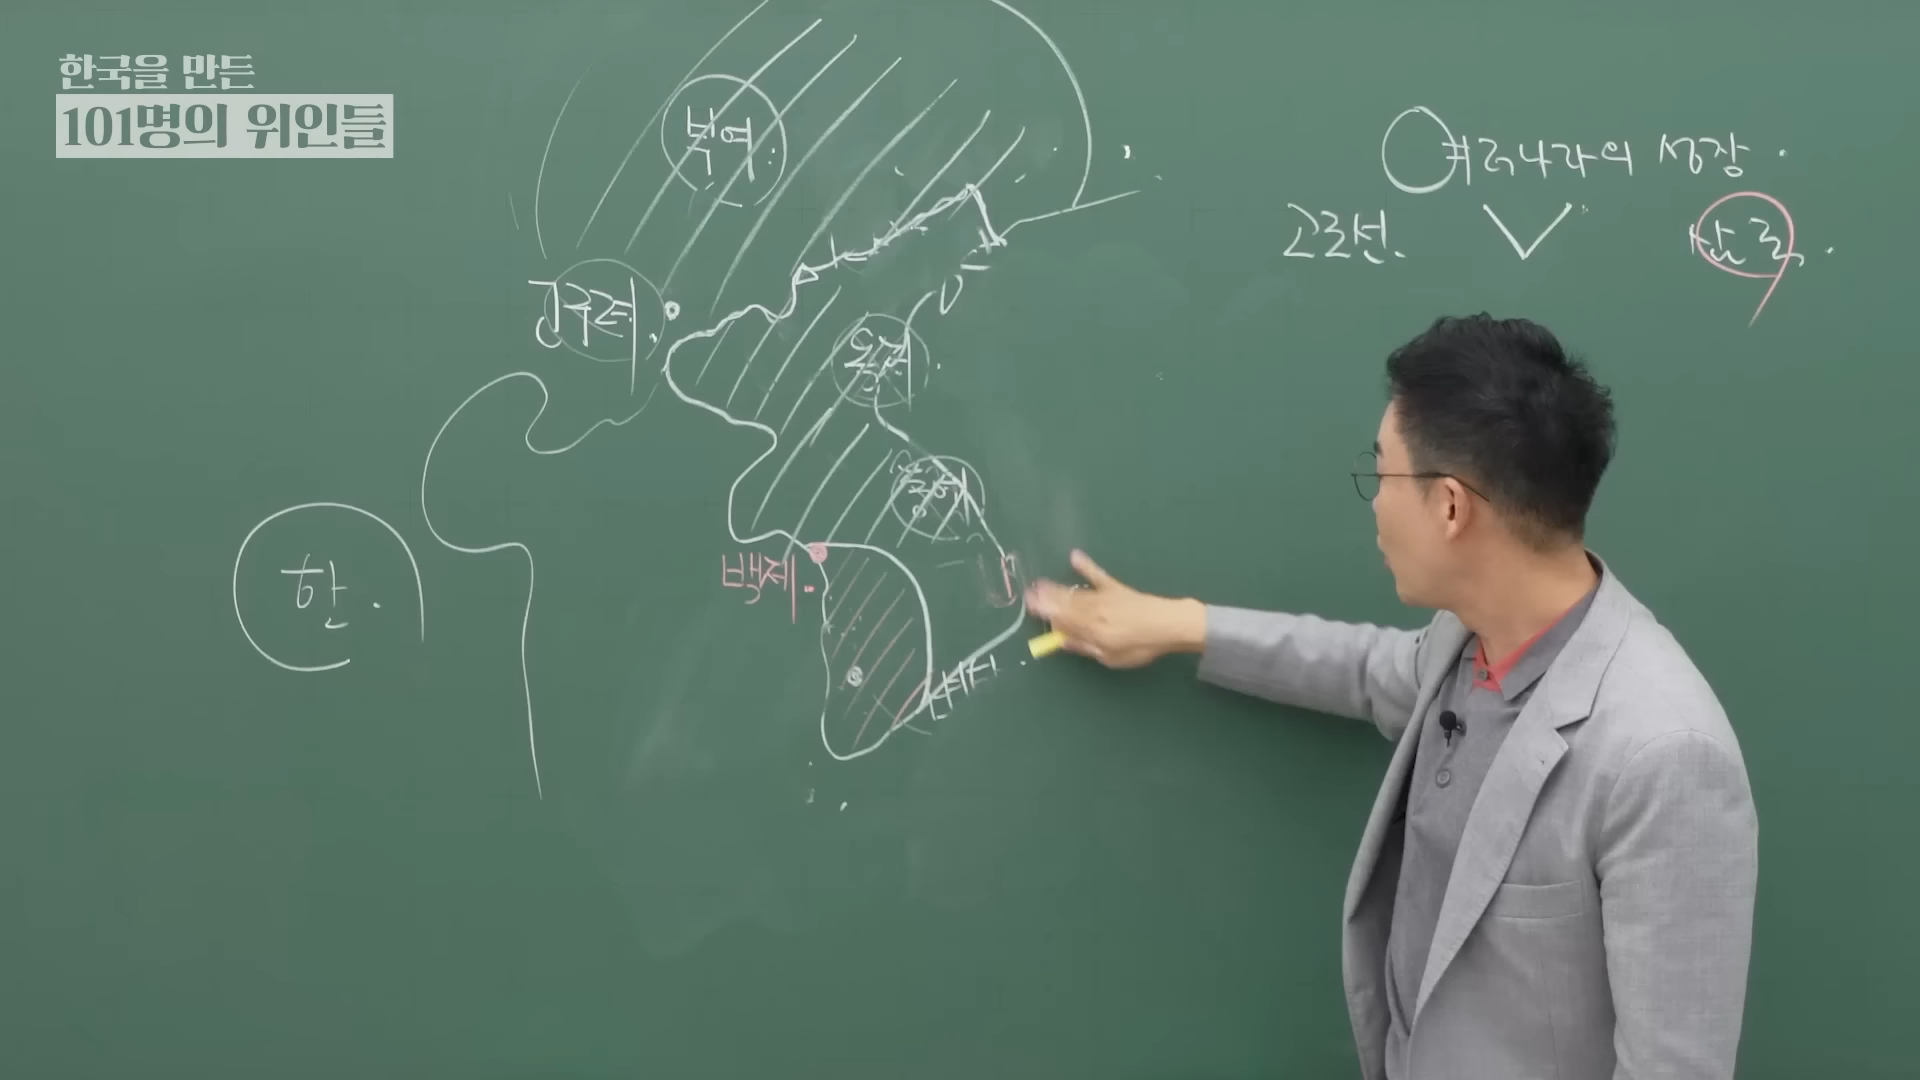 한국을 만든
101명의 위인들
여러나라의 성장.
고조선.
삼국.
부여.
고구려.
옥저.
동예
백제.
신라.
한.